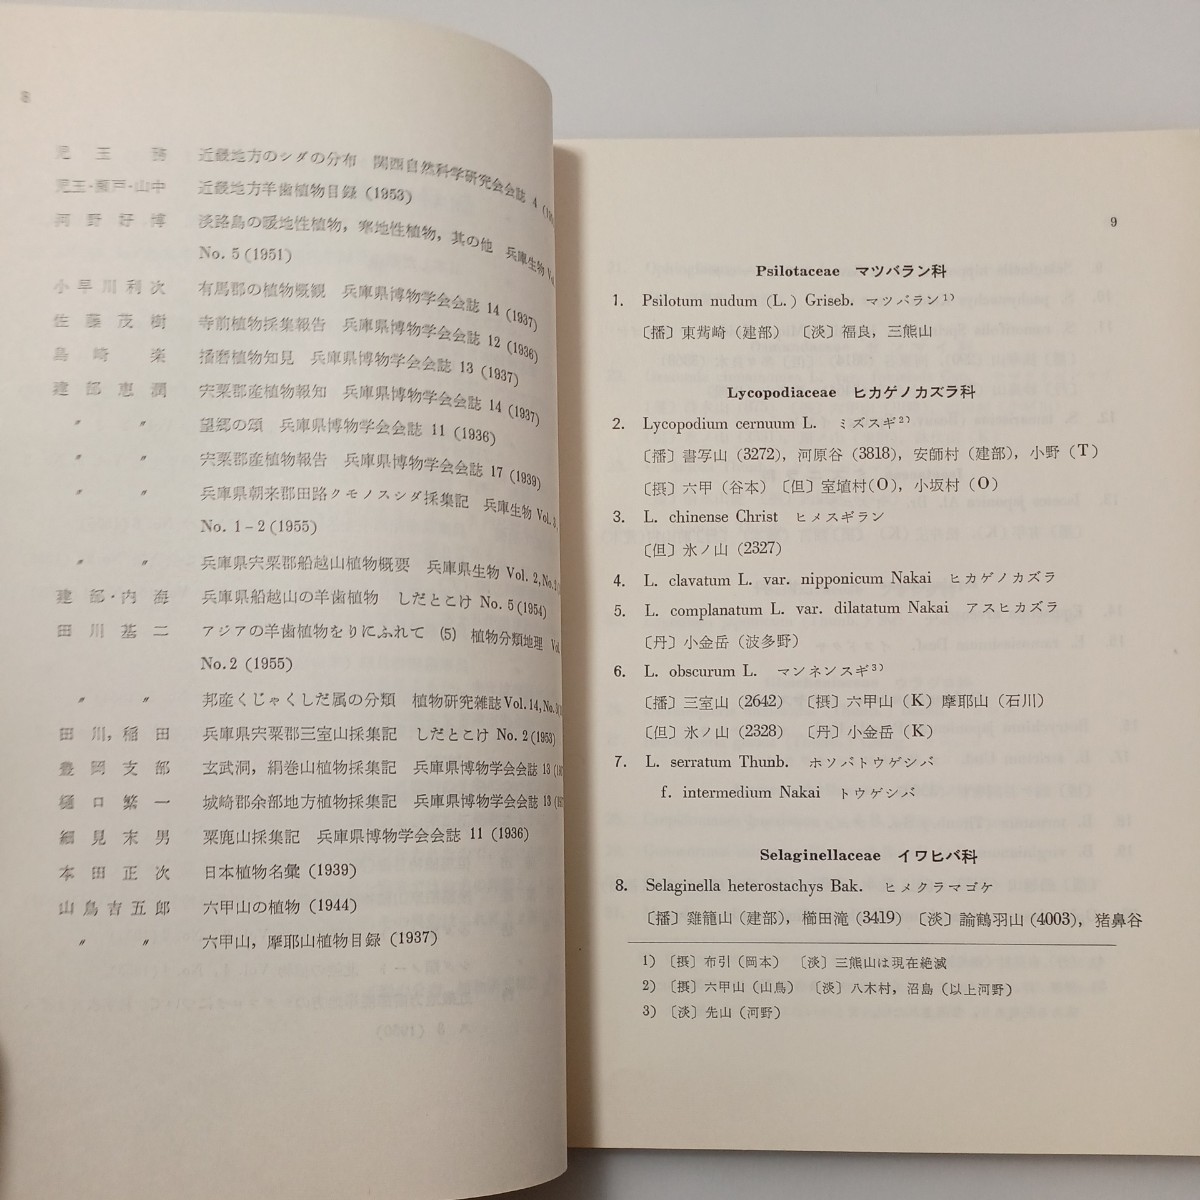 8
児玉務 近畿地方のシダの分布 関西自然科学研究会会誌 4
児玉・瀬戸・山中 近畿地方羊歯植物目録 (1953)
河野好博 淡路島の暖地性植物，寒地性植物，其の他 兵庫生物 Vol.
No. 5 (1951)
小早川利次 有馬郡の植物概観 兵庫県博物学会会誌 14 (1937)
佐藤茂樹 寺前植物採集報告 兵庫県博物学会会誌 12 (1936)
島崎楽 播磨植物知見 兵庫県博物学会会誌 13 (1937)
建部恵潤 宍粟郡産植物報知 兵庫県博物学会会誌 14 (1937)
〃 〃 望郷の頌 兵庫県博物学会会誌 11 (1936)
〃 〃 宍粟郡産植物報告 兵庫県博物学会会誌 17 (1939)
〃 〃 兵庫県朝来郡田路クモノスシダ採集記 兵庫生物 Vol. 3,
No. 1-2 (1955)
〃 〃 兵庫県宍粟郡船越山植物概要 兵庫県生物 Vol. 2, No.
建部・内海 兵庫県船越山の羊歯植物 しだとこけ No. 5 (1954)
田川基二 アジアの羊歯植物をりにふれて (5) 植物分類地理 Vol.
No. 2 (1955)
〃 〃 邦産くじゃくしだ属の分類 植物研究雑誌 Vol. 14, No.
田川，稲田 兵庫県宍粟郡三室山採集記 しだとこけ No. 2 (1953)
豊岡支部 玄武洞，絹巻山植物採集記 兵庫県博物学会会誌 13
樋口繁一 城崎郡余部地方植物採集記 兵庫県博物学会会誌 13
細見末男 粟鹿山採集記 兵庫県博物学会会誌 11 (1936)
本田正次 日本植物名彙 (1939)
山鳥吉五郎 六甲山の植物 (1944)
〃 〃 六甲山，摩耶山植物目録 (1937)
9
Psilotaceae マツバラン科
1. Psilotum nudum (L.) Griseb. マツバラン1)
〔播〕東觜崎（建部） 〔淡〕福良，三熊山
Lycopodiaceae ヒカゲノカズラ科
2. Lycopodium cernuum L. ミズスギ2)
〔播〕書写山 (3272)，河原谷 (3818)，安師村（建部），小野 (T)
〔摂〕六甲（谷本）〔但〕室埴村(O)，小坂村 (O)
3. L. chinense Christ ヒメスギラン
〔但〕氷ノ山 (2327)
4. L. clavatum L. var. nipponicum Nakai ヒカゲノカズラ
5. L. complanatum L. var. dilatatum Nakai アスヒカズラ
〔丹〕小金岳（波多野）
6. L. obscurum L. マンネンスギ3)
〔播〕三室山 (2642) 〔摂〕六甲山 (K) 摩耶山（石川）
〔但〕氷ノ山 (2328) 〔丹〕小金岳 (K)
7. L. serratum Thunb. ホソバトウゲシバ
f. intermedium Nakai トウゲシバ
Selaginellaceae イワヒバ科
8. Selaginella heterostachys Bak. ヒメクラマゴケ
〔播〕雞籠山（建部），櫛田滝 (3419) 〔淡〕諭鶴羽山 (4003)，猪鼻谷
1) 〔摂〕布引（岡本） 〔淡〕三熊山は現在絶滅
2) 〔摂〕六甲山（山鳥） 〔淡〕八木村，沼島（以上河野）
3) 〔淡〕先山（河野）